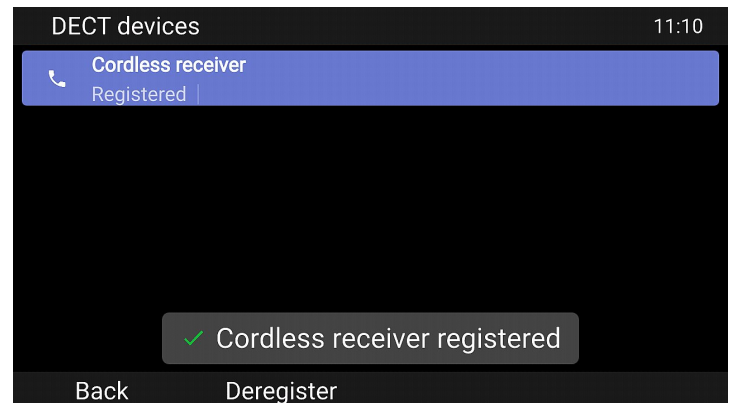 DECT devices 11:10
Cordless receiver
Registered
Cordless receiver registered
Back Deregister